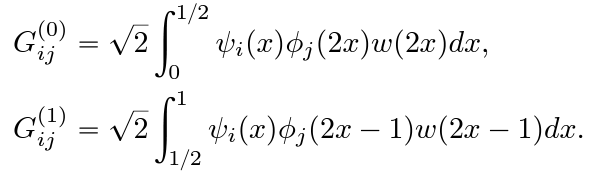 $G_{ij}^{(0)} = \sqrt{2} \int_{0}^{1/2} \psi_i(x)\phi_j(2x)w(2x)dx,$
$G_{ij}^{(1)} = \sqrt{2} \int_{1/2}^{1} \psi_i(x)\phi_j(2x-1)w(2x-1)dx.$